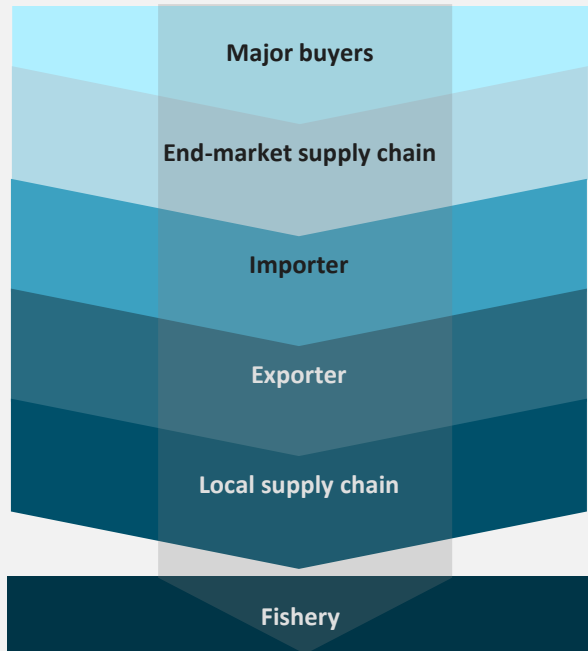 Major buyers
End-market supply chain
Importer
Exporter
Local supply chain
Fishery